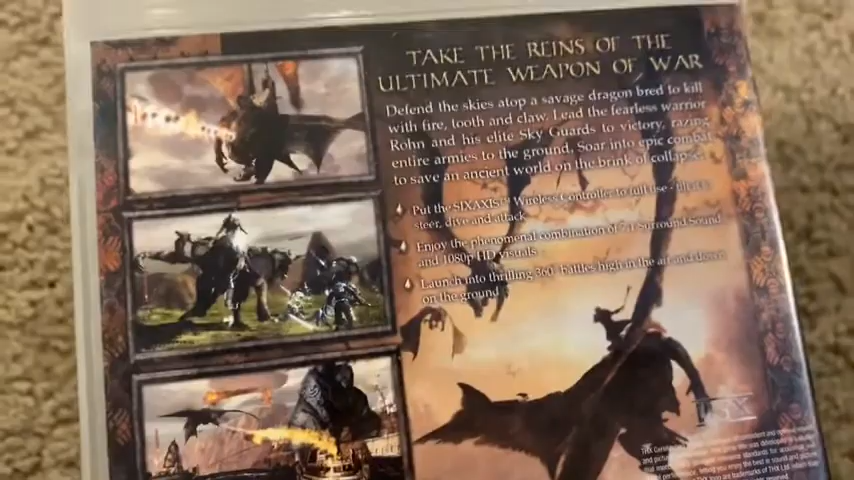 TAKE THE REINS OF THE
ULTIMATE WEAPON OF WAR
Defend the skies atop a savage dragon bred to kill
with fire, tooth and claw. Lead the fearless warrior
Rohn and his elite Sky Guards to victory, razing
entire armies to the ground. Soar into epic combat
to save an ancient world on the brink of collapse.
Put the SIXAXIS™ Wireless Controller to full use - tilt it to
steer, dive and attack
Enjoy the phenomenal combination of 7.1 Surround Sound
and 1080p HD visuals
Launch into thrilling 360° battles high in the air and down
on the ground
THX